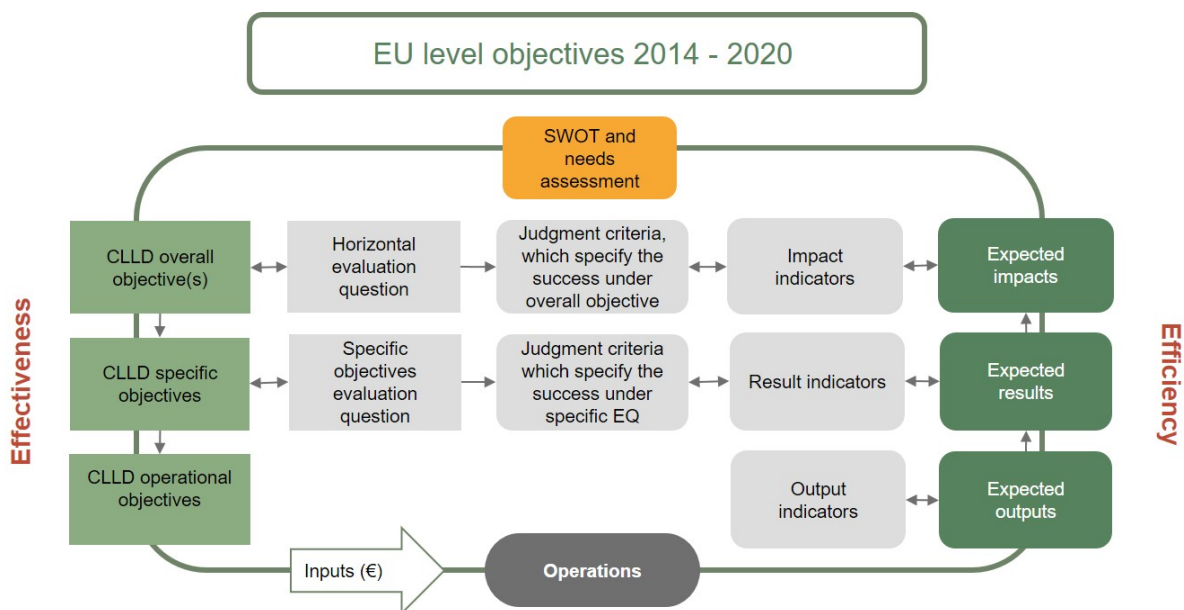 EU level objectives 2014 - 2020
SWOT and
needs
assessment
CLLD overall
objective(s)
Horizontal
evaluation
question
Judgment criteria,
which specify the
success under
overall objective
Impact
indicators
Expected
impacts
Effectiveness
CLLD specific
objectives
Specific
objectives
evaluation
question
Judgment criteria
which specify the
success under
specific EQ
Result indicators
Expected
results
Efficiency
CLLD operational
objectives
Output
indicators
Expected
outputs
Inputs (€)
Operations